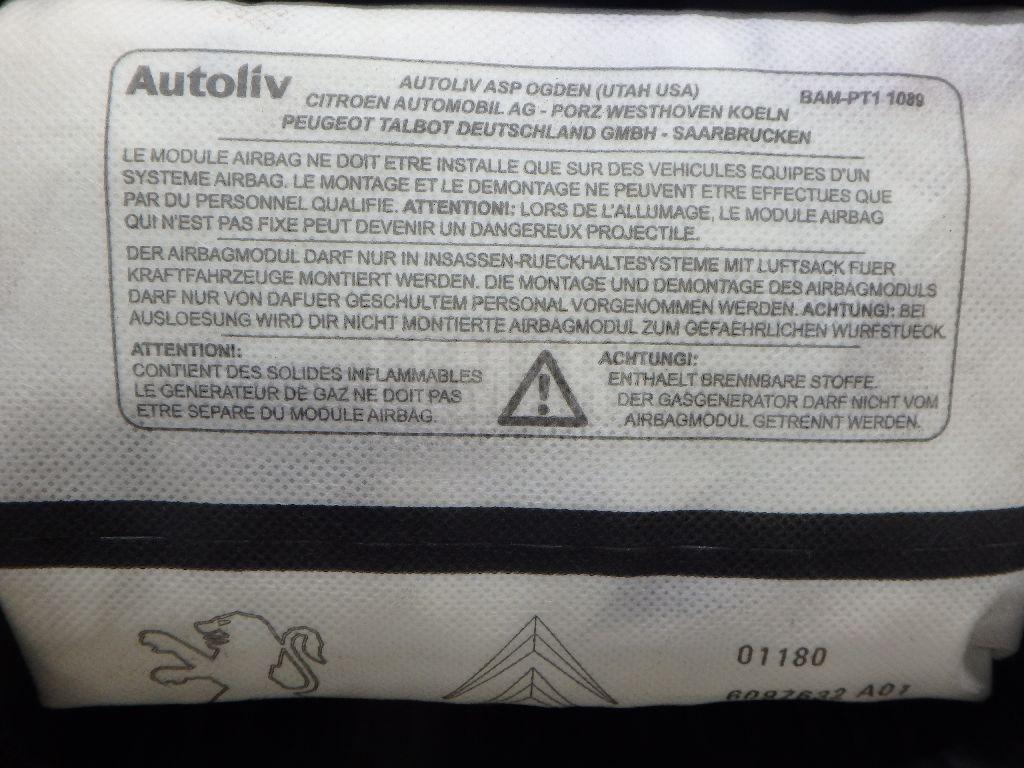 Autoliv
AUTOLIV ASP OGDEN (UTAH USA)
BAM-PT1 1089
CITROEN AUTOMOBIL AG - PORZ WESTHOVEN KOELN
PEUGEOT TALBOT DEUTSCHLAND GMBH - SAARBRUCKEN
LE MODULE AIRBAG NE DOIT ETRE INSTALLE QUE SUR DES VEHICULES EQUIPES D'UN
SYSTEME AIRBAG. LE MONTAGE ET LE DEMONTAGE NE PEUVENT ETRE EFFECTUES QUE
PAR DU PERSONNEL QUALIFIE. ATTENTION!: LORS DE L'ALLUMAGE, LE MODULE AIRBAG
QUI N'EST PAS FIXE PEUT DEVENIR UN DANGEREUX PROJECTILE.
DER AIRBAGMODUL DARF NUR IN INSASSEN-RUECKHALTESYSTEME MIT LUFTSACK FUER
KRAFTFAHRZEUGE MONTIERT WERDEN. DIE MONTAGE UND DEMONTAGE DES AIRBAGMODULS
DARF NUR VON DAFUER GESCHULTEM PERSONAL VORGENOMMEN WERDEN. ACHTUNG!: BEI
AUSLOESUNG WIRD DIR NICHT MONTIERTE AIRBAGMODUL ZUM GEFAEHRLICHEN WURFSTUECK.
ATTENTION!:
CONTIENT DES SOLIDES INFLAMMABLES
LE GENERATEUR DE GAZ NE DOIT PAS
ETRE SEPARE DU MODULE AIRBAG.
ACHTUNG!:
ENTHAELT BRENNBARE STOFFE.
DER GASGENERATOR DARF NICHT VOM
AIRBAGMODUL GETRENNT WERDEN.
01180
6097632 A01